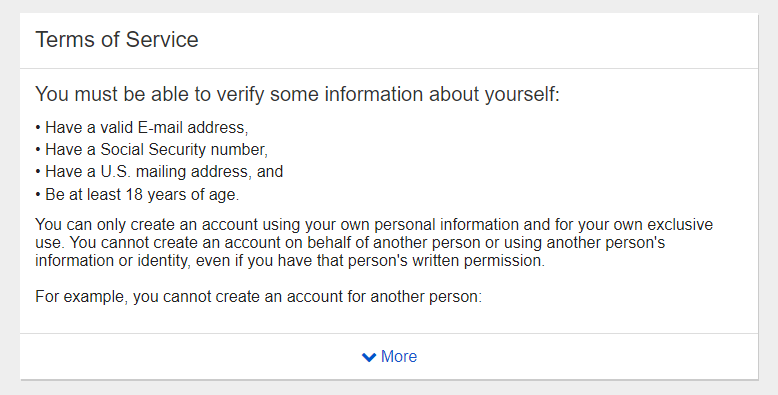 Terms of Service
You must be able to verify some information about yourself:
• Have a valid E-mail address,
• Have a Social Security number,
• Have a U.S. mailing address, and
• Be at least 18 years of age.
You can only create an account using your own personal information and for your own exclusive
use. You cannot create an account on behalf of another person or using another person's
information or identity, even if you have that person's written permission.
For example, you cannot create an account for another person:
More